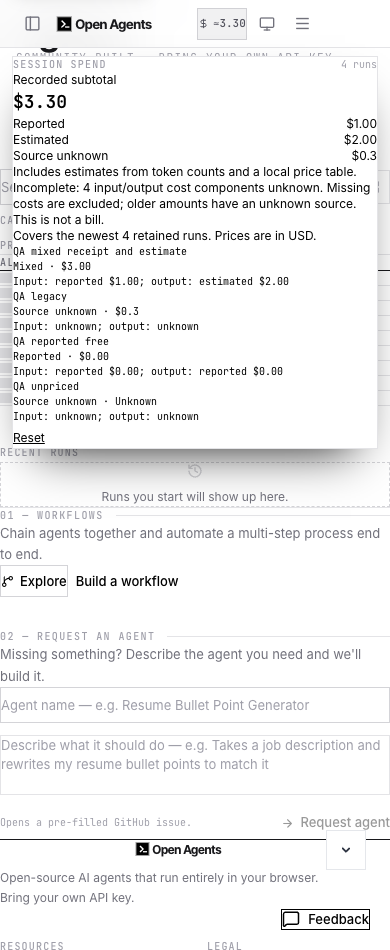 Open Agents
$ ≈3.30
SESSION SPEND
4 runs
Recorded subtotal
$3.30
Reported $1.00
Estimated $2.00
Source unknown $0.3
Includes estimates from token counts and a local price table.
Incomplete: 4 input/output cost components unknown. Missing
costs are excluded; older amounts have an unknown source.
This is not a bill.
Covers the newest 4 retained runs. Prices are in USD.
QA mixed receipt and estimate
Mixed · $3.00
Input: reported $1.00; output: estimated $2.00
QA legacy
Source unknown · $0.3
Input: unknown; output: unknown
QA reported free
Reported · $0.00
Input: reported $0.00; output: reported $0.00
QA unpriced
Source unknown · Unknown
Input: unknown; output: unknown
Reset
RECENT RUNS
Runs you start will show up here.
01 — WORKFLOWS
Chain agents together and automate a multi-step process end
to end.
Explore
Build a workflow
02 — REQUEST AN AGENT
Missing something? Describe the agent you need and we'll
build it.
Agent name — e.g. Resume Bullet Point Generator
Describe what it should do — e.g. Takes a job description and
rewrites my resume bullet points to match it
Opens a pre-filled GitHub issue.
→ Request agent
Open Agents
Open-source AI agents that run entirely in your browser.
Bring your own API key.
Feedback
RESOURCES
LEGAL